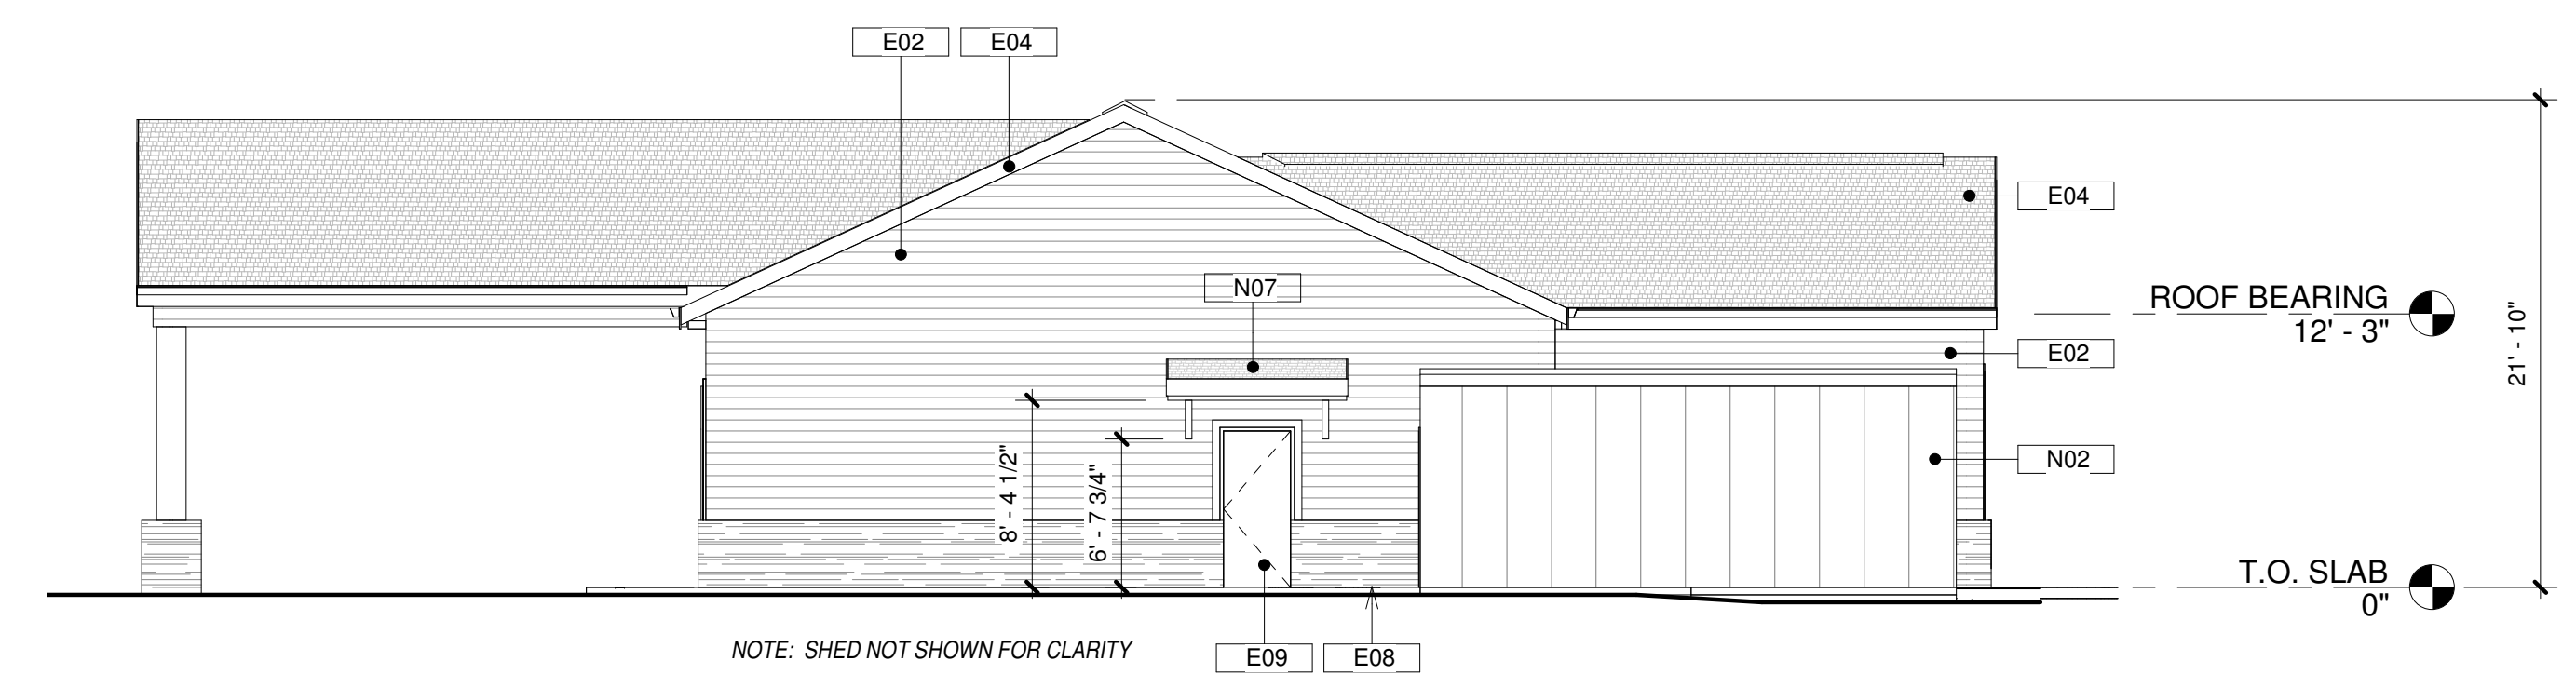 E02 E04
E04
N07
ROOF BEARING
12' - 3"
21' - 10"
E02
8' - 4 1/2"
6' - 7 3/4"
N02
T.O. SLAB
0"
NOTE: SHED NOT SHOWN FOR CLARITY
E09 E08